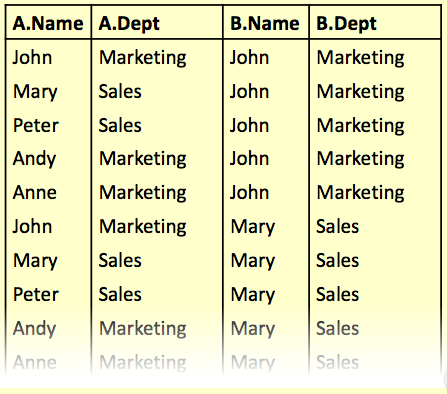 A.Name A.Dept B.Name B.Dept
John Marketing John Marketing
Mary Sales John Marketing
Peter Sales John Marketing
Andy Marketing John Marketing
Anne Marketing John Marketing
John Marketing Mary Sales
Mary Sales Mary Sales
Peter Sales Mary Sales
Andy Marketing Mary Sales
Anne Marketing Mary Sales